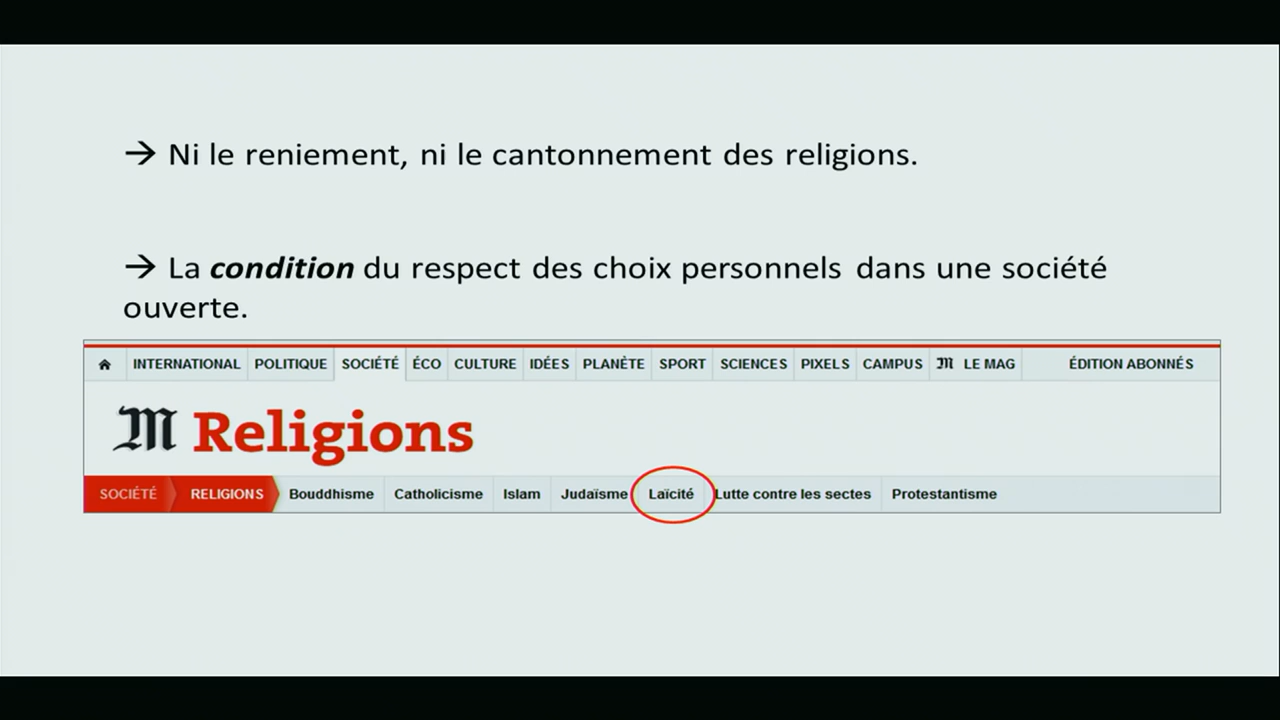 → Ni le reniement, ni le cantonnement des religions.
→ La condition du respect des choix personnels dans une société
ouverte.
INTERNATIONAL POLITIQUE SOCIÉTÉ ÉCO CULTURE IDÉES PLANÈTE SPORT SCIENCES PIXELS CAMPUS M LE MAG ÉDITION ABONNÉS
M Religions
SOCIÉTÉ RELIGIONS Bouddhisme Catholicisme Islam Judaïsme Laïcité Lutte contre les sectes Protestantisme